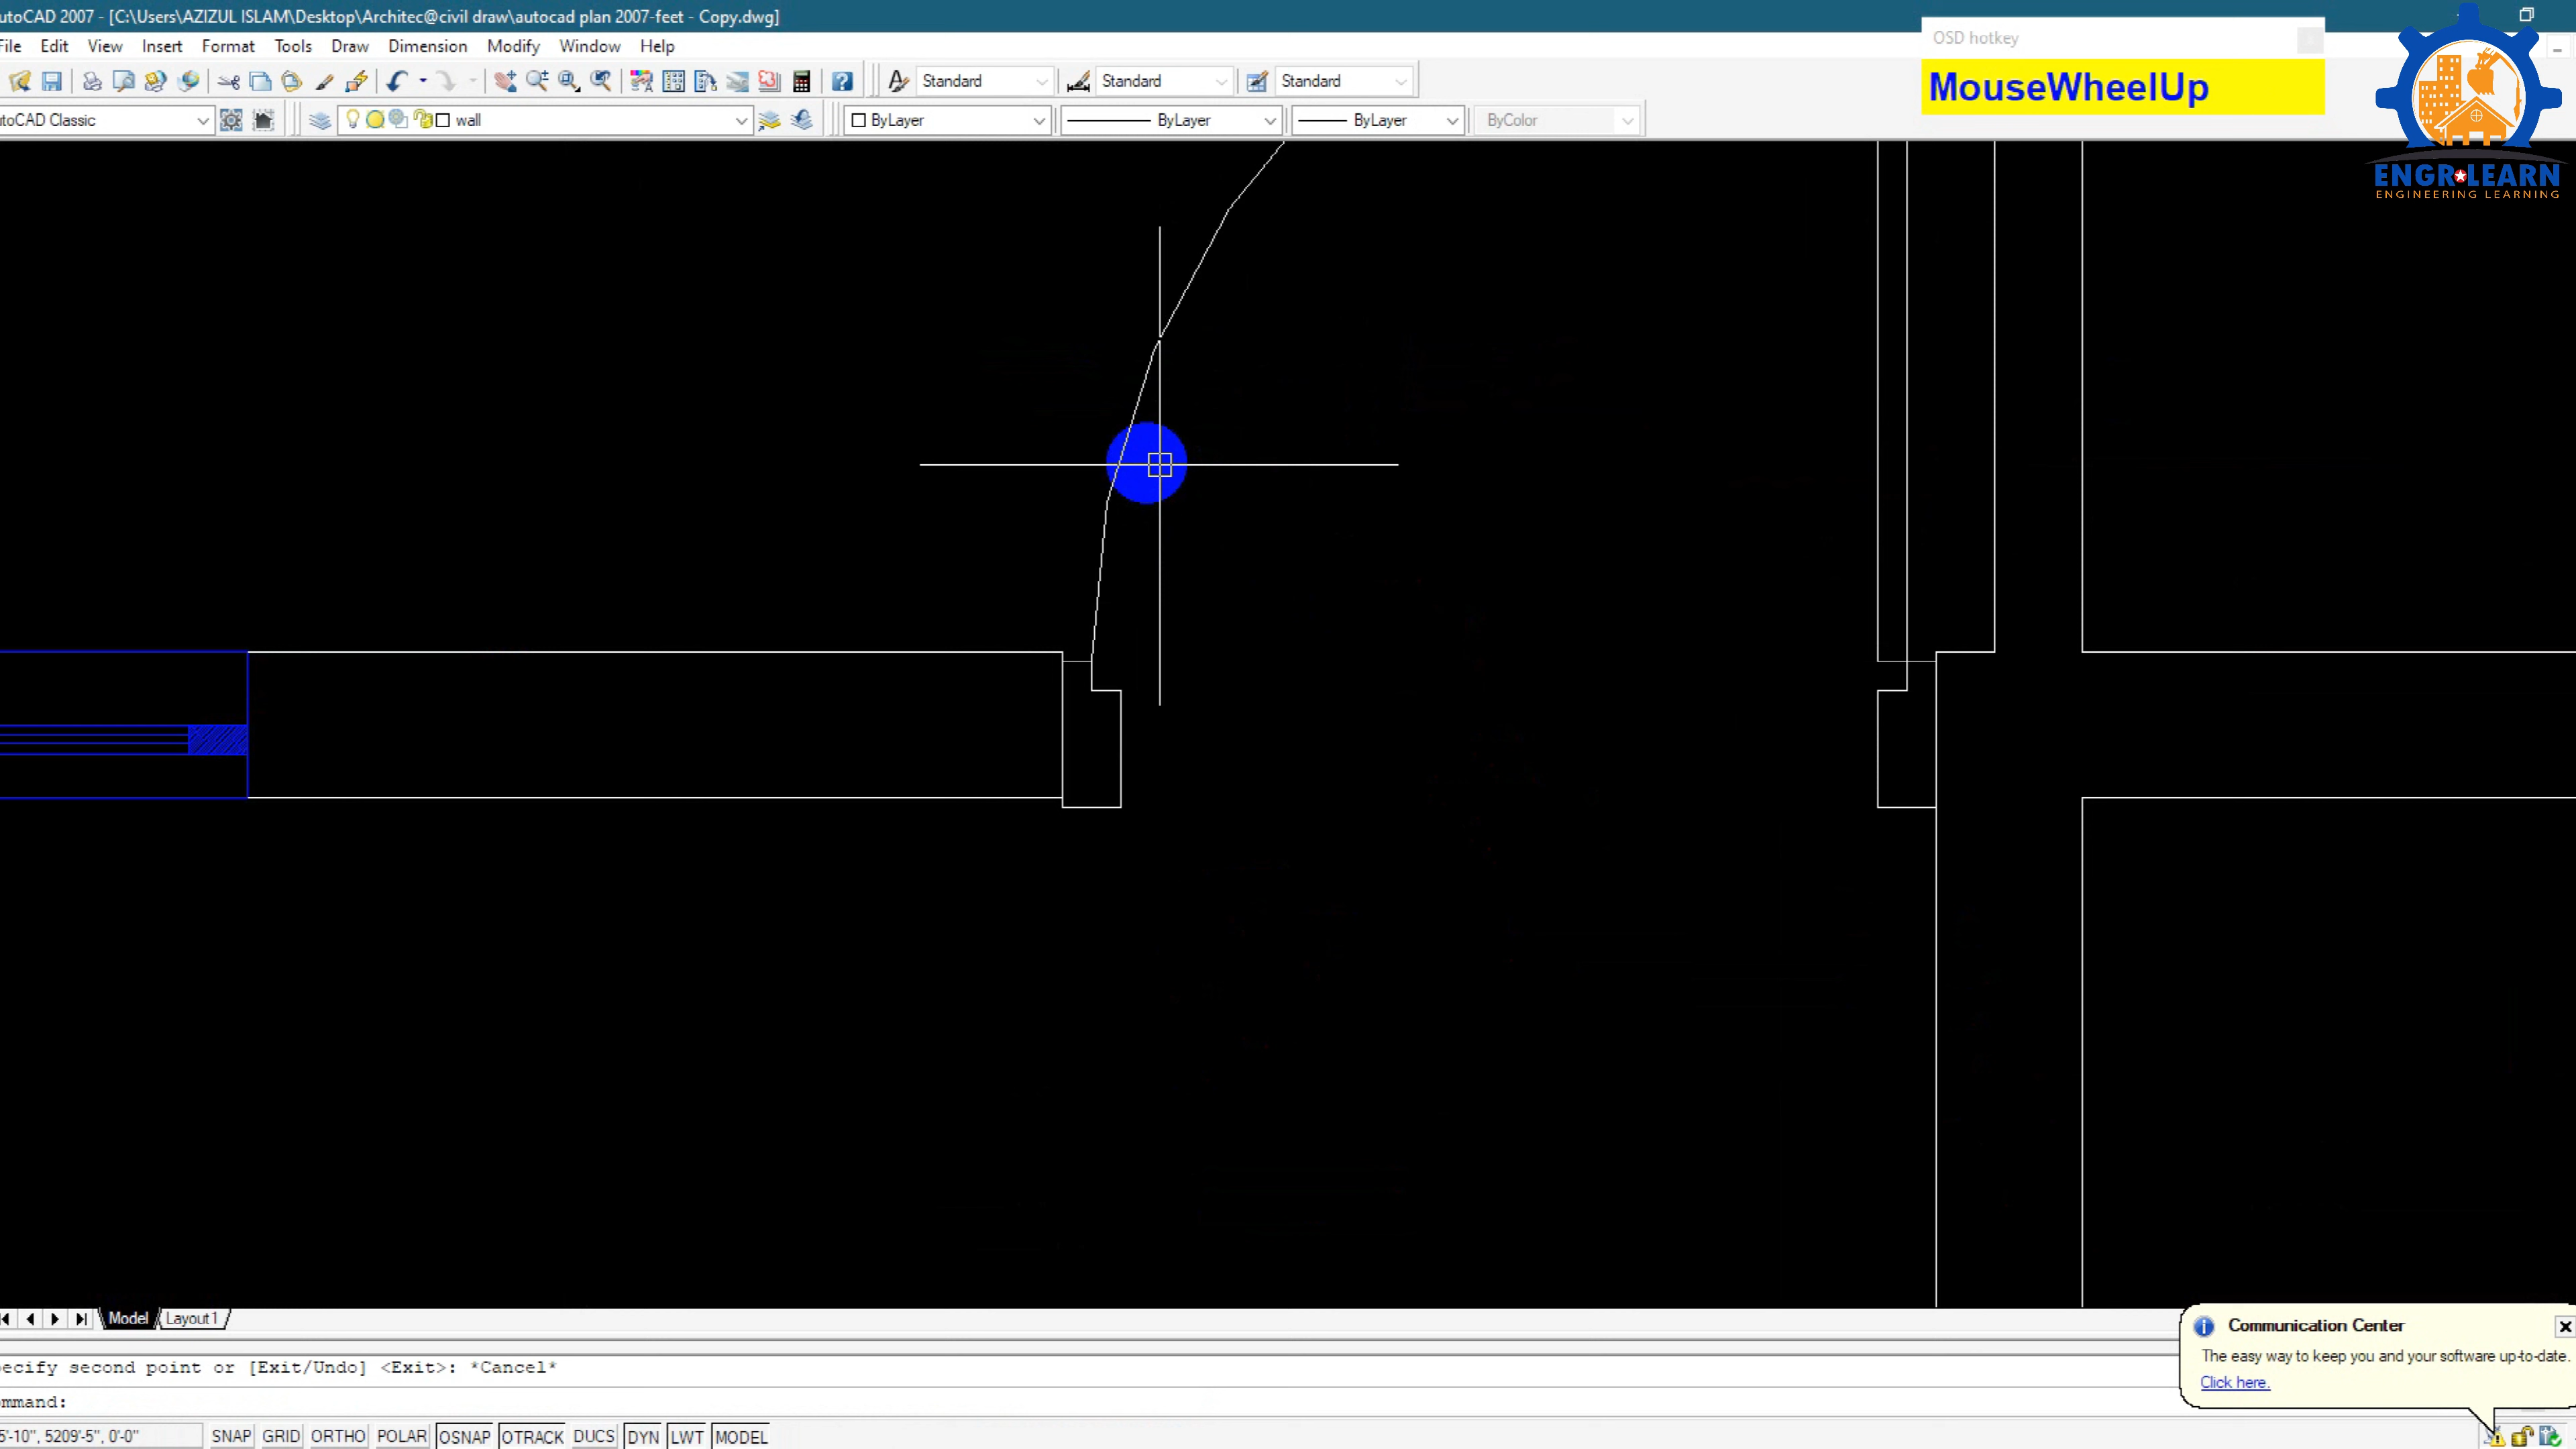 utoCAD 2007 - [C:\Users\AZIZUL ISLAM\Desktop\Architec@civil draw\autocad plan 2007-feet - Copy.dwg]
File Edit View Insert Format Tools Draw Dimension Modify Window Help
OSD hotkey
MouseWheelUp
Standard Standard Standard
utoCAD Classic wall ByLayer ByLayer ByLayer ByColor
ENGR LEARN
ENGINEERING LEARNING
Model Layout1
Communication Center
The easy way to keep you and your software up-to-date.
Click here.
ecify second point or [Exit/Undo] <Exit>: *Cancel*
mmand:
5'-10", 5209'-5", 0'-0" SNAP GRID ORTHO POLAR OSNAP OTRACK DUCS DYN LWT MODEL